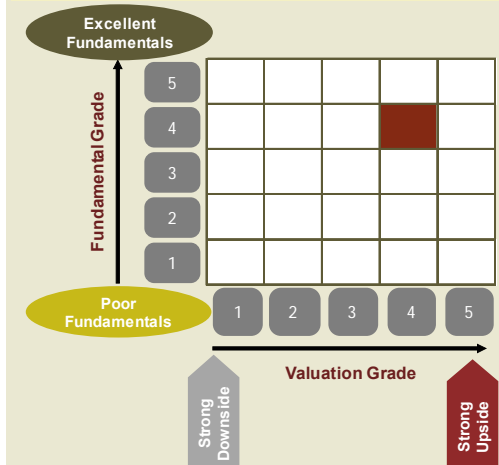 Excellent
Fundamentals
Fundamental Grade
5
4
3
2
1
Poor
Fundamentals
1
2
3
4
5
Valuation Grade
Strong
Downside
Strong
Upside